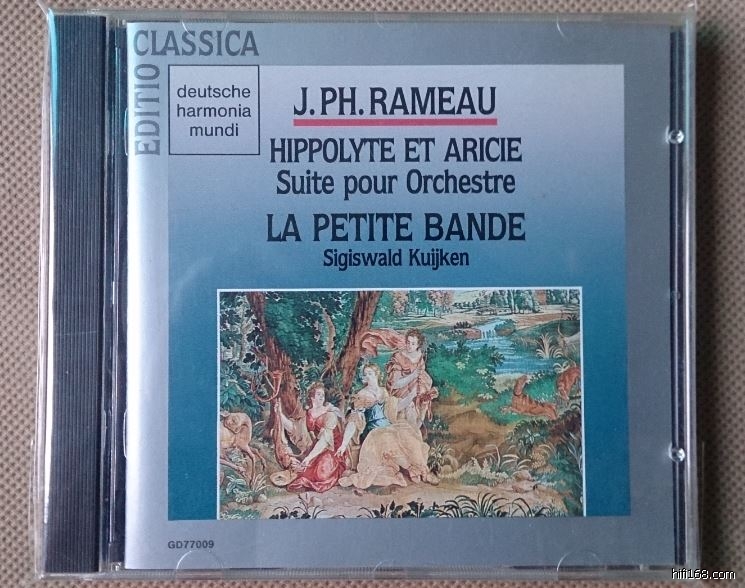 EDITIO CLASSICA
deutsche
harmonia
mundi
J.PH. RAMEAU
HIPPOLYTE ET ARICIE
Suite pour Orchestre
LA PETITE BANDE
Sigiswald Kuijken
GD77009
hifi168.com